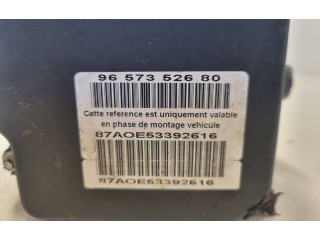 96 573 526 80
Cette reference est uniquement valable
en phase de montage vehicule
87AOE53392616
87AOE53392616